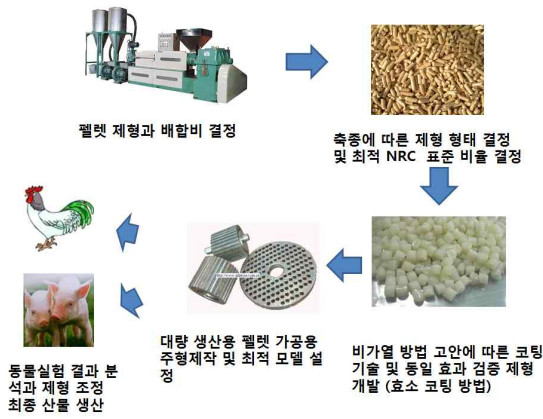 펠렛 제형과 배합비 결정
축종에 따른 제형 형태 결정
및 최적 NRC 표준 비율 결정
비가열 방법 고안에 따른 코팅
기술 및 동일 효과 검증 제형
개발 (효소 코팅 방법)
대량 생산용 펠렛 가공용
주형제작 및 최적 모델 설
정
동물실험 결과 분
석과 제형 조정
최종 산물 생산